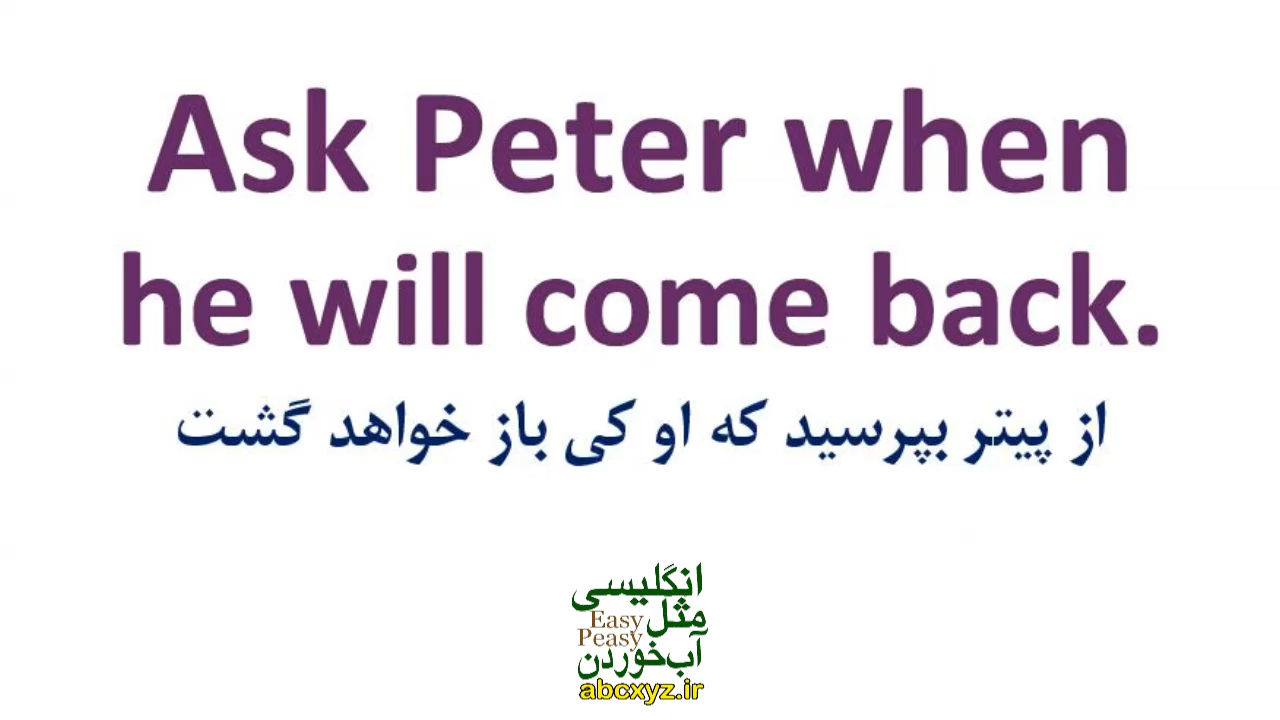 Ask Peter when
he will come back.
از پیتر بپرسید که او کی باز خواهد گشت
انگلیسی
مثل
Easy
Peasy
آب‌خوردن
abcxyz.ir